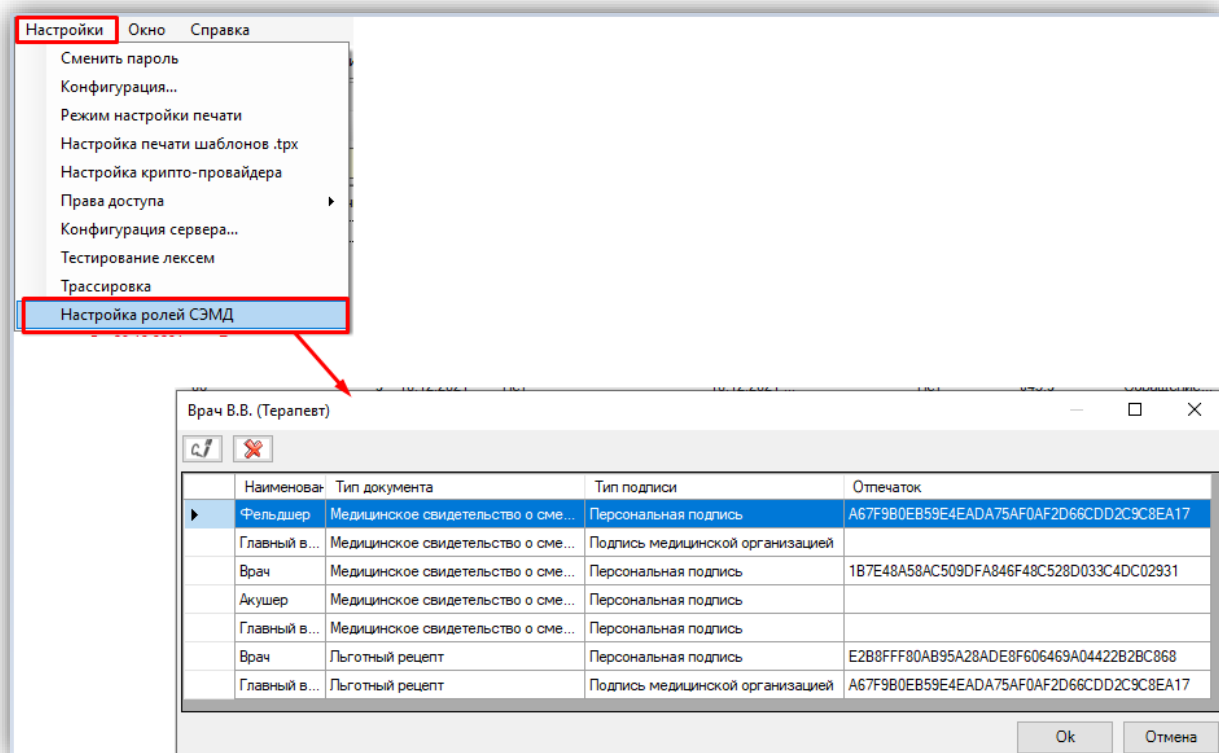 Настройки Окно Справка
Сменить пароль
Конфигурация...
Режим настройки печати
Настройка печати шаблонов .tpx
Настройка крипто-провайдера
Права доступа
Конфигурация сервера...
Тестирование лексем
Трассировка
Настройка ролей СЭМД
Врач В.В. (Терапевт)
Наименован Тип документа Тип подписи Отпечаток
Фельдшер Медицинское свидетельство о сме... Персональная подпись A67F9B0EB59E4EADA75AF0AF2D66CDD2C9C8EA17
Главный в... Медицинское свидетельство о сме... Подпись медицинской организацией
Врач Медицинское свидетельство о сме... Персональная подпись 1B7E48A58AC509DFA846F48C528D033C4DC02931
Акушер Медицинское свидетельство о сме... Персональная подпись
Главный в... Медицинское свидетельство о сме... Персональная подпись
Врач Льготный рецепт Персональная подпись E2B8FFF80AB95A28ADE8F606469A04422B2BC868
Главный в... Льготный рецепт Подпись медицинской организацией A67F9B0EB59E4EADA75AF0AF2D66CDD2C9C8EA17
Ok Отмена